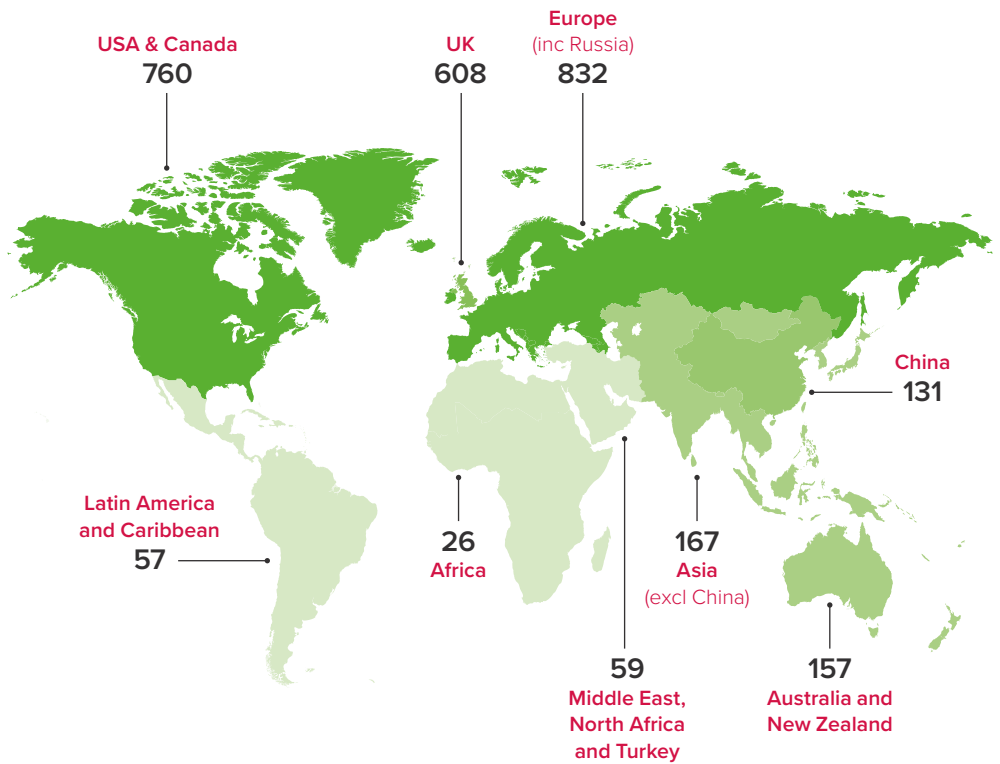 Europe
(inc Russia)
832
USA & Canada
760
UK
608
China
131
Latin America
and Caribbean
57
26
Africa
167
Asia
(excl China)
59
Middle East,
North Africa
and Turkey
157
Australia and
New Zealand